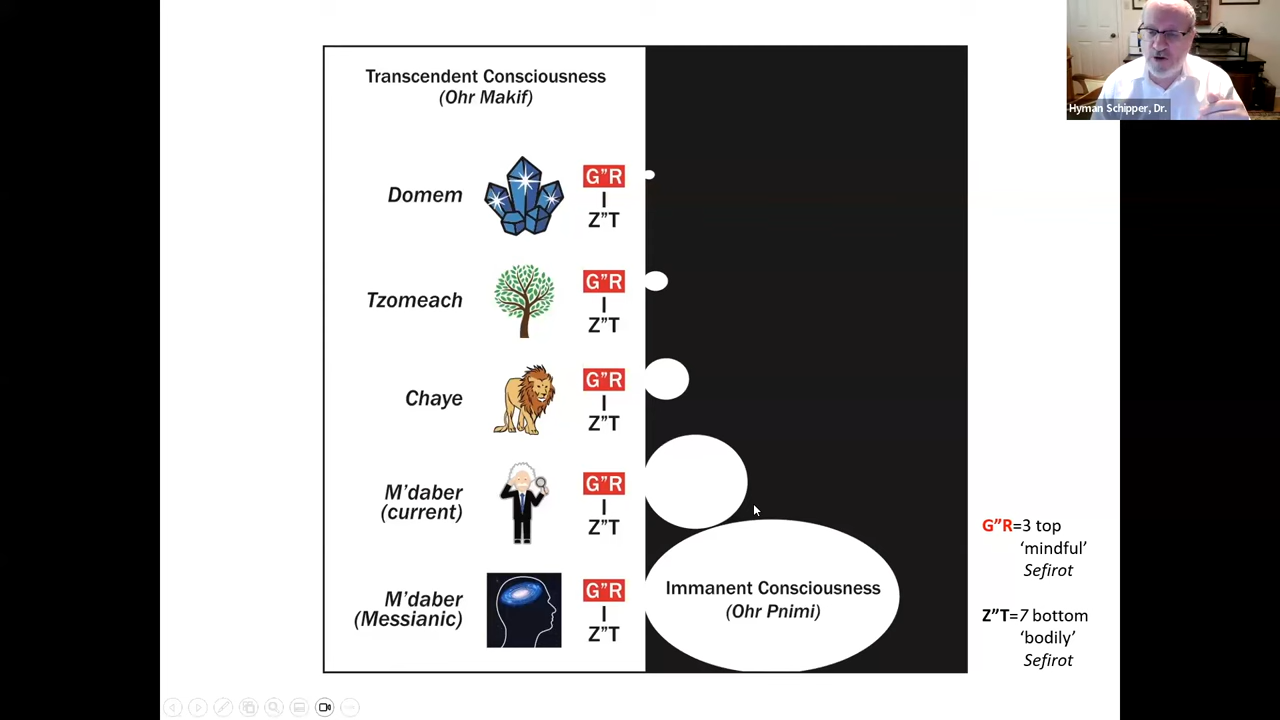 Transcendent Consciousness
(Ohr Makif)
Domem
G”R
Z”T
Tzomeach
G”R
Z”T
Chaye
G”R
Z”T
M’daber
(current)
G”R
Z”T
M’daber
(Messianic)
G”R
Z”T
Immanent Consciousness
(Ohr Pnimi)
G”R=3 top
‘mindful’
Sefirot
Z”T=7 bottom
‘bodily’
Sefirot
Hyman Schipper, Dr.